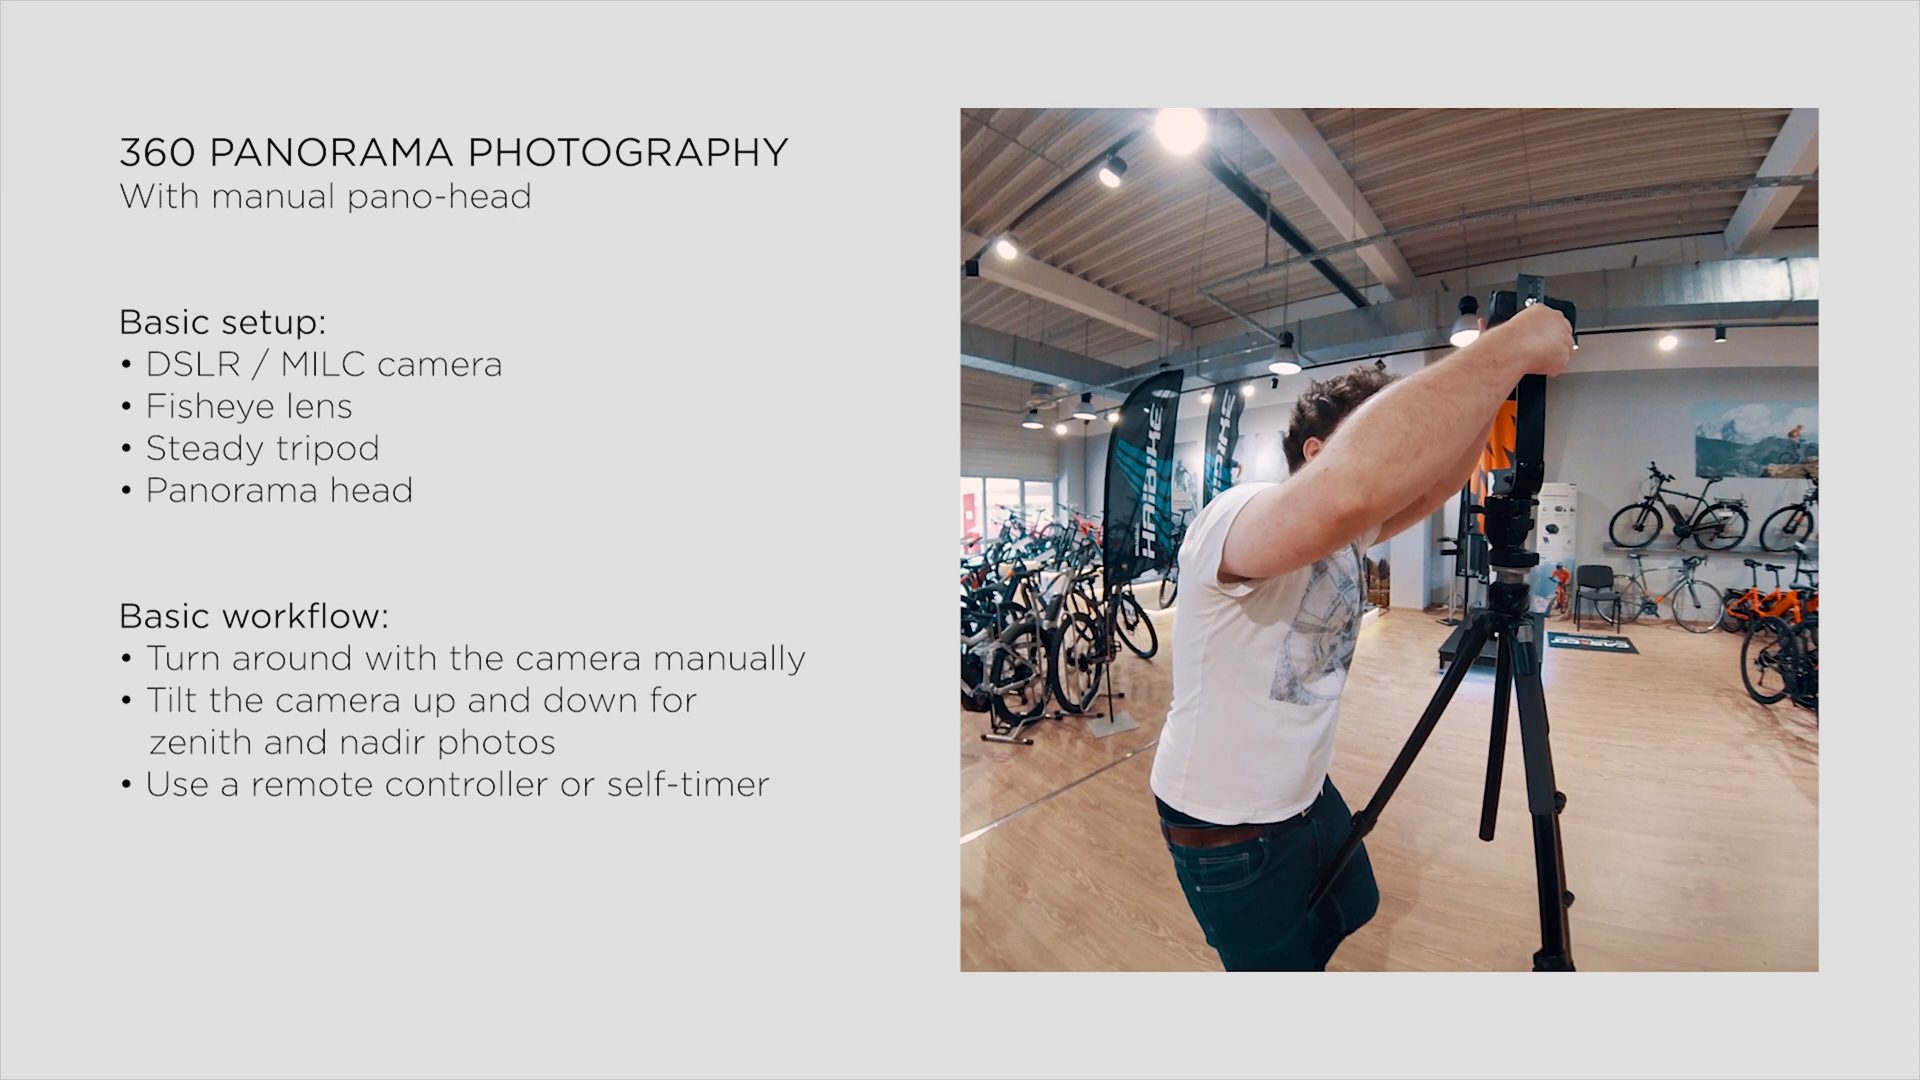 360 PANORAMA PHOTOGRAPHY
With manual pano-head
Basic setup:
• DSLR / MILC camera
• Fisheye lens
• Steady tripod
• Panorama head
Basic workflow:
• Turn around with the camera manually
• Tilt the camera up and down for
zenith and nadir photos
• Use a remote controller or self-timer
HAIBIKE